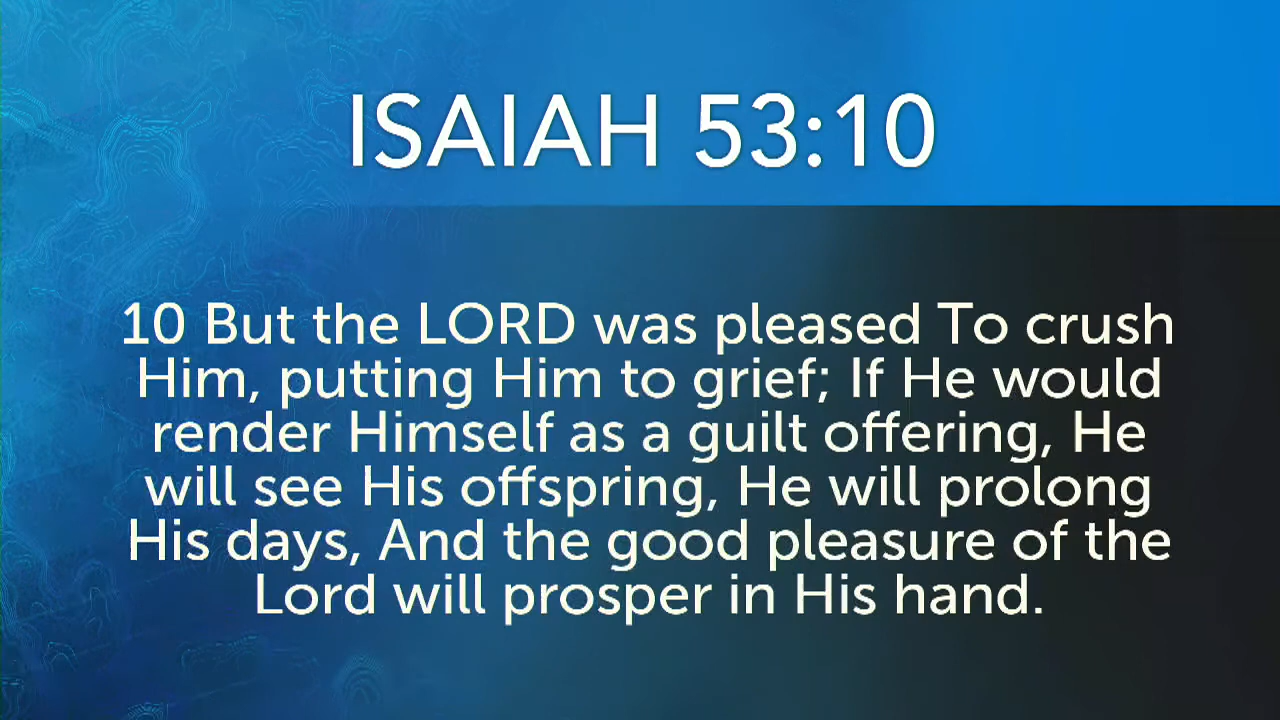 ISAIAH 53:10
10 But the LORD was pleased To crush
Him, putting Him to grief; If He would
render Himself as a guilt offering, He
will see His offspring, He will prolong
His days, And the good pleasure of the
Lord will prosper in His hand.